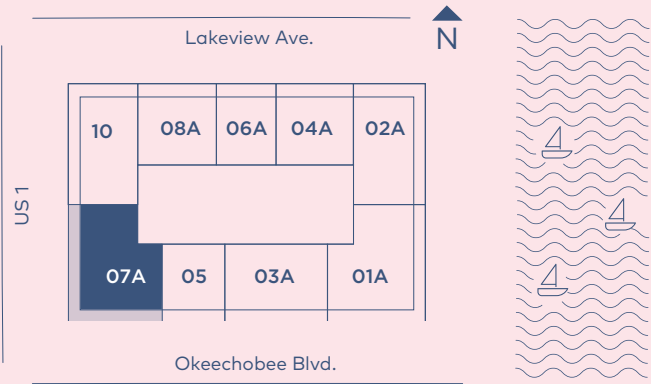 Lakeview Ave.
N
10
08A
06A
04A
02A
US 1
07A
05
03A
01A
Okeechobee Blvd.